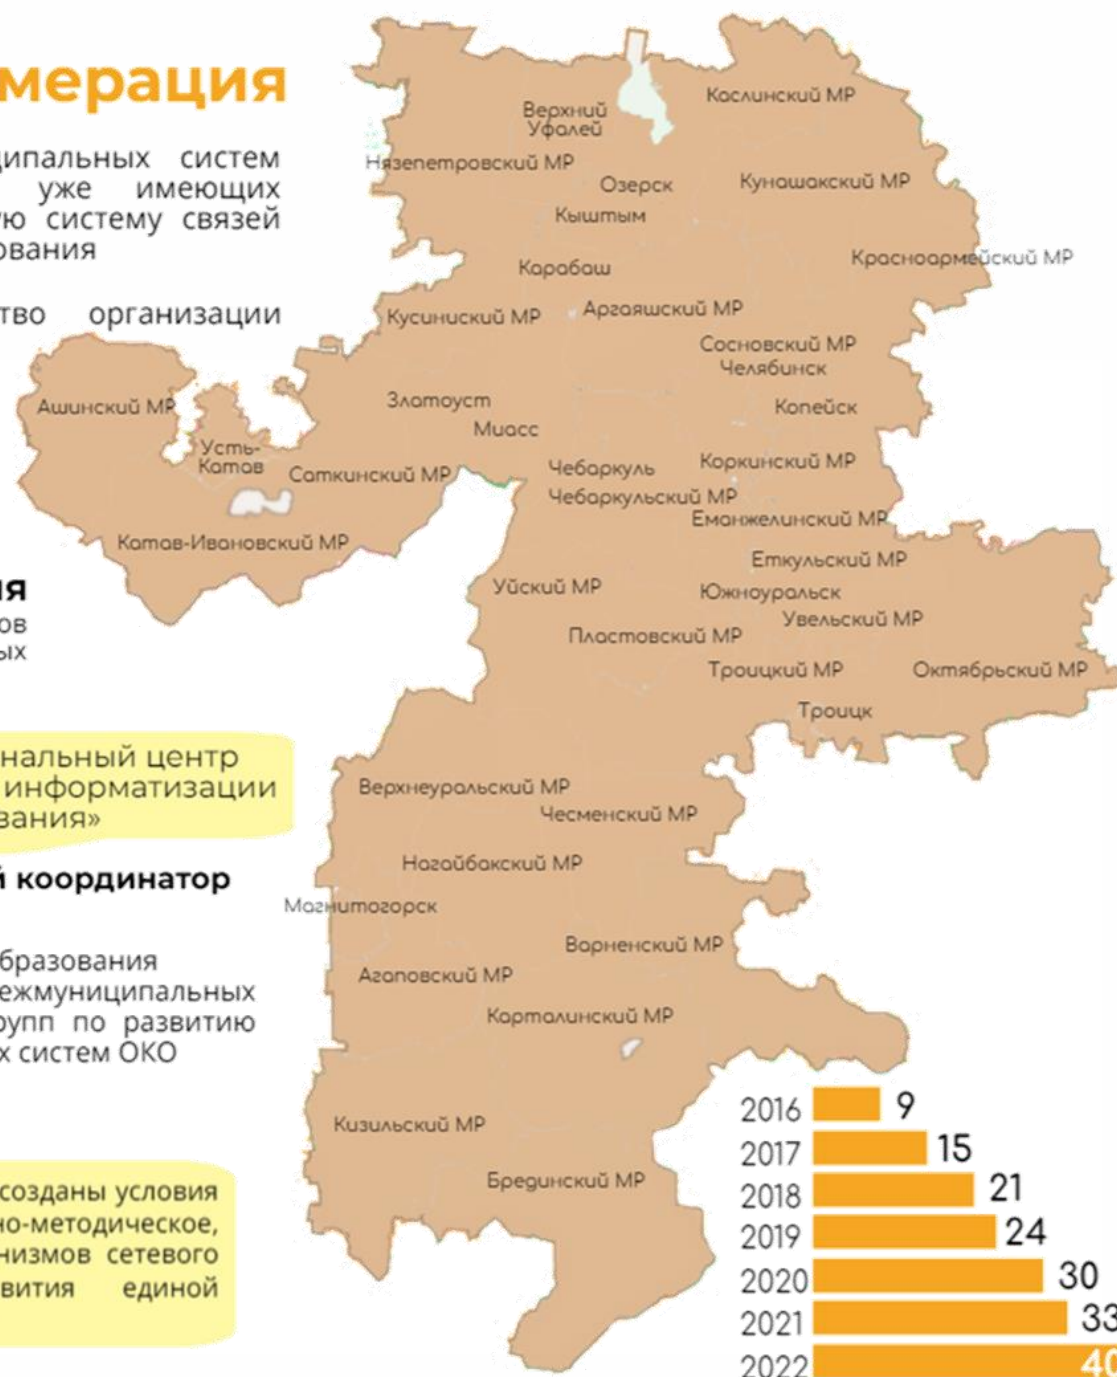 мерация
ципальных систем
уже имеющих
ую систему связей
ования
тво организации
ия
ов
ых
нальный центр
информатизации
вания»
й координатор
бразования
ежмуниципальных
рупп по развитию
х систем ОКО
созданы условия
но-методическое,
низмов сетевого
вития единой
Каслинский МР
Верхний
Уфалей
Нязепетровский МР
Озерск
Кунашакский МР
Кыштым
Красноармейский МР
Карабаш
Аргаяшский МР
Кусиниский МР
Сосновский МР
Челябинск
Ашинский МР
Златоуст
Копейск
Миасс
Усть-
Катав
Саткинский МР
Чебаркуль
Коркинский МР
Чебаркульский МР
Еманжелинский МР
Катав-Ивановский МР
Еткульский МР
Уйский МР
Южноуральск
Увельский МР
Пластовский МР
Троицкий МР
Октябрьский МР
Троицк
Верхнеуральский МР
Чесменский МР
Нагайбакский МР
Магнитогорск
Варненский МР
Агаповский МР
Карталинский МР
Кизильский МР
Брединский МР
2016 9
2017 15
2018 21
2019 24
2020 30
2021 33
2022 40